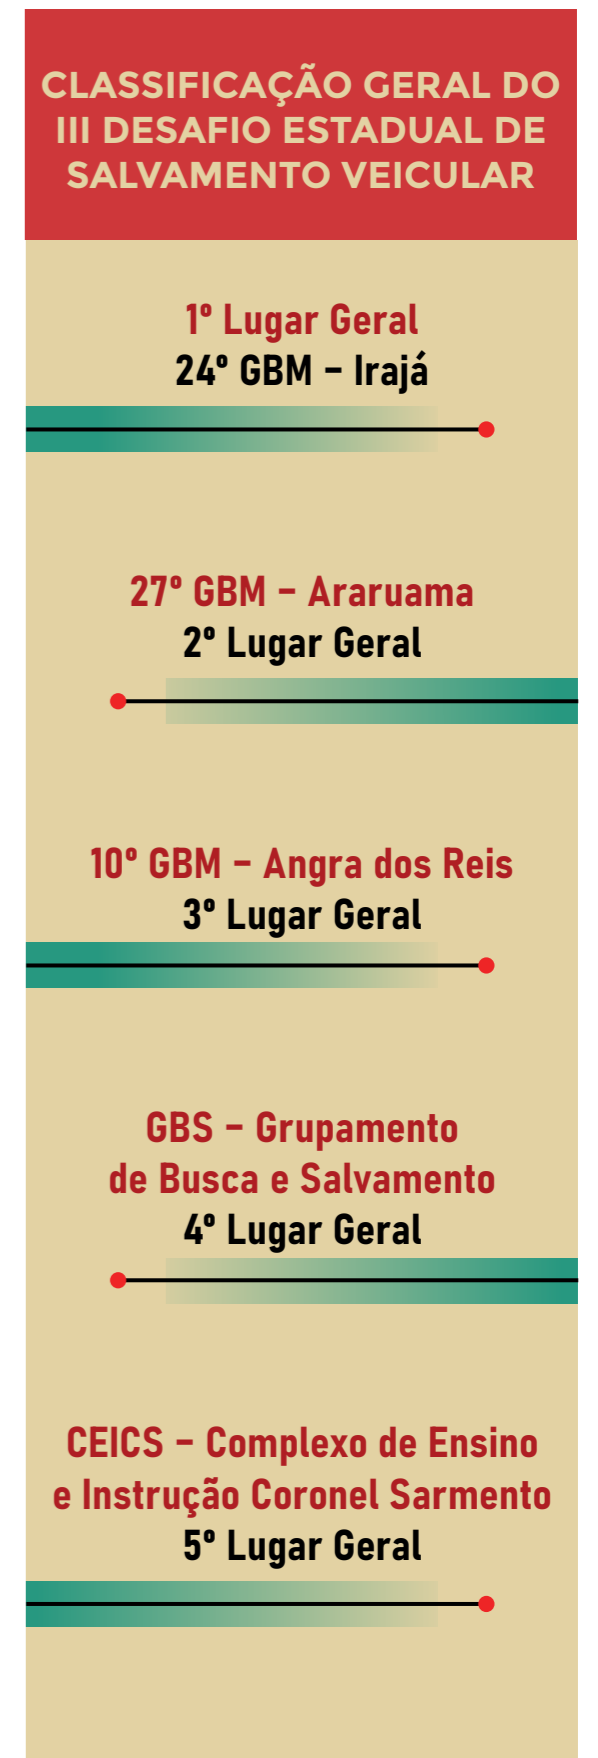 CLASSIFICAÇÃO GERAL DO
III DESAFIO ESTADUAL DE
SALVAMENTO VEICULAR
1º Lugar Geral
24º GBM – Irajá
27º GBM – Araruama
2º Lugar Geral
10º GBM – Angra dos Reis
3º Lugar Geral
GBS – Grupamento
de Busca e Salvamento
4º Lugar Geral
CEICS – Complexo de Ensino
e Instrução Coronel Sarmento
5º Lugar Geral